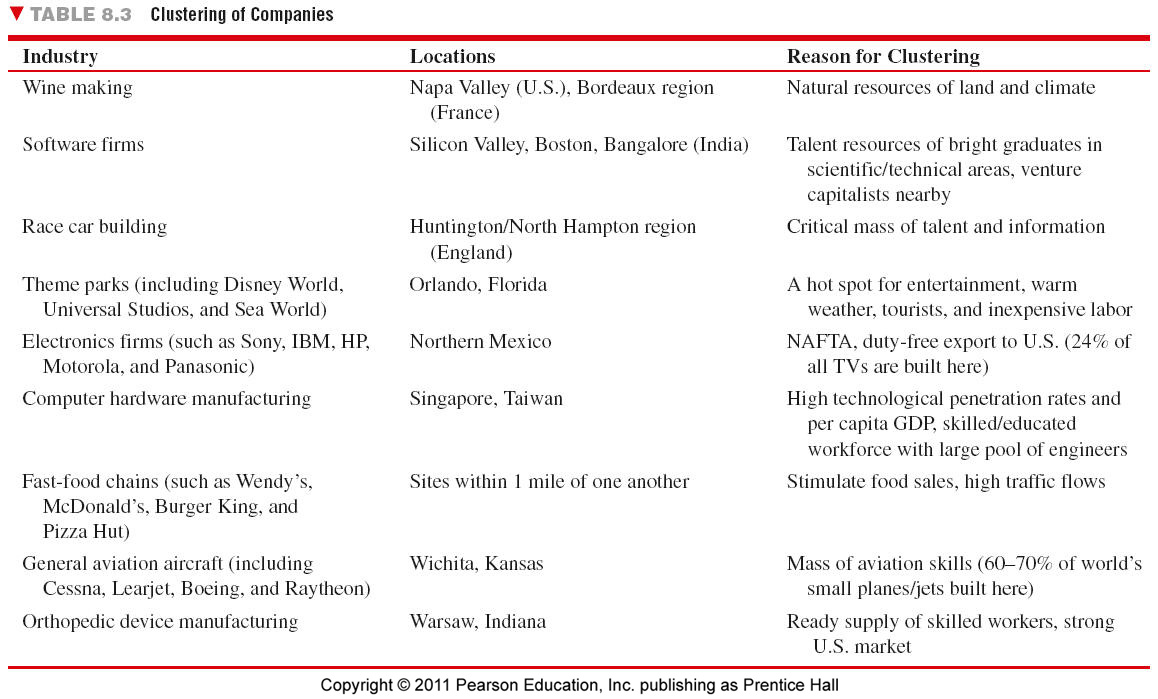 ▼ TABLE 8.3 Clustering of Companies
Industry Locations Reason for Clustering
Wine making Napa Valley (U.S.), Bordeaux region Natural resources of land and climate
(France)
Software firms Silicon Valley, Boston, Bangalore (India) Talent resources of bright graduates in
scientific/technical areas, venture
capitalists nearby
Race car building Huntington/North Hampton region Critical mass of talent and information
(England)
Theme parks (including Disney World, Orlando, Florida A hot spot for entertainment, warm
Universal Studios, and Sea World) weather, tourists, and inexpensive labor
Electronics firms (such as Sony, IBM, HP, Northern Mexico NAFTA, duty-free export to U.S. (24% of
Motorola, and Panasonic) all TVs are built here)
Computer hardware manufacturing Singapore, Taiwan High technological penetration rates and
per capita GDP, skilled/educated
workforce with large pool of engineers
Fast-food chains (such as Wendy’s, Sites within 1 mile of one another Stimulate food sales, high traffic flows
McDonald’s, Burger King, and
Pizza Hut)
General aviation aircraft (including Wichita, Kansas Mass of aviation skills (60–70% of world’s
Cessna, Learjet, Boeing, and Raytheon) small planes/jets built here)
Orthopedic device manufacturing Warsaw, Indiana Ready supply of skilled workers, strong
U.S. market
Copyright © 2011 Pearson Education, Inc. publishing as Prentice Hall